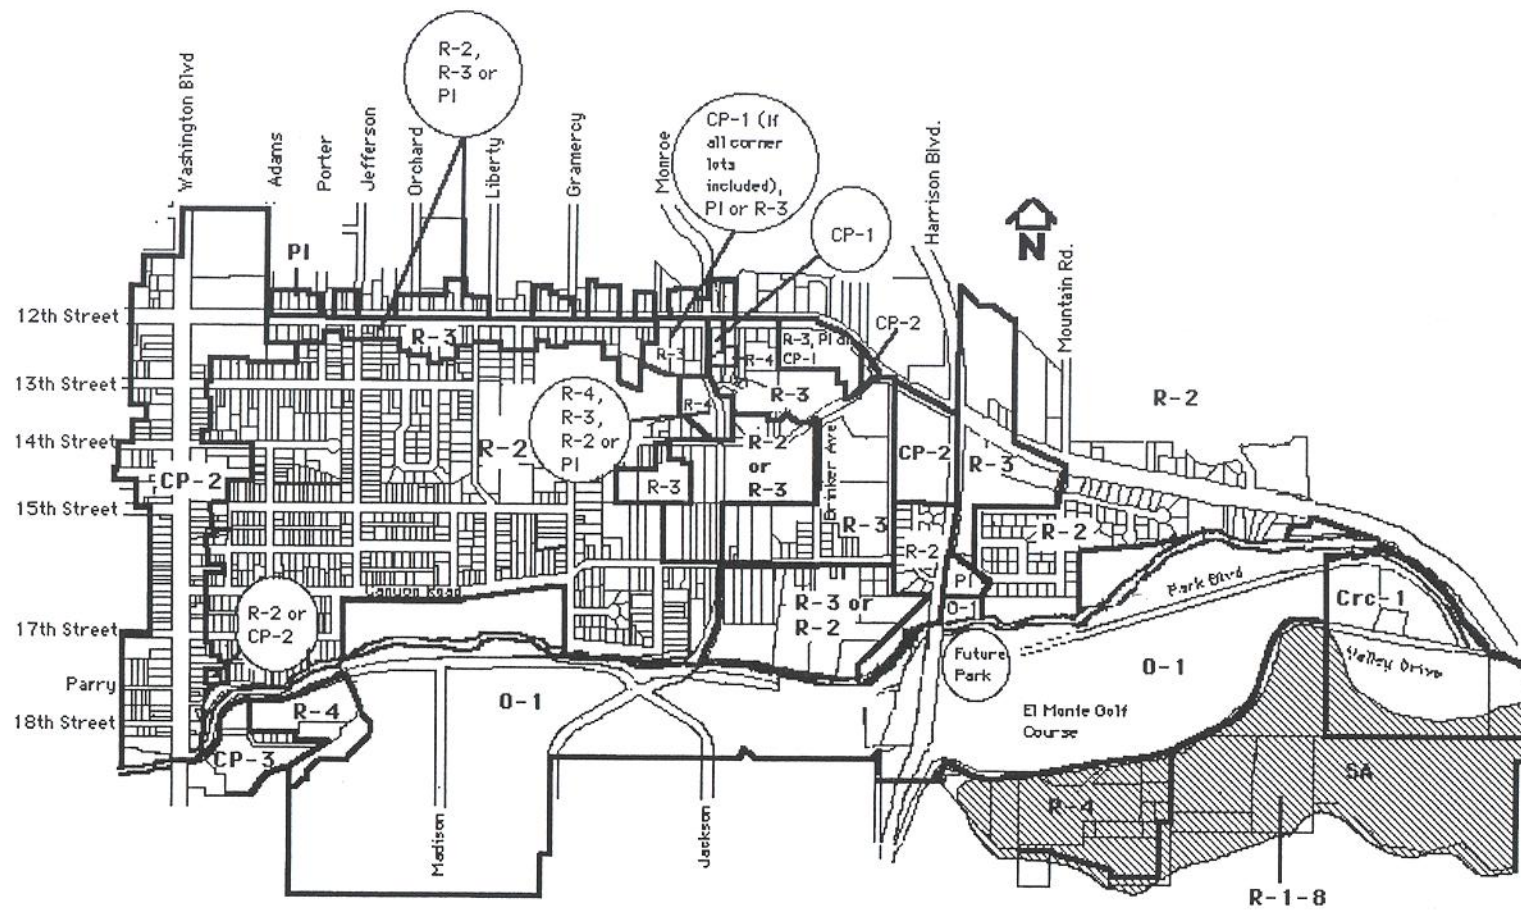 R-2,
R-3 or
PI
CP-1 (If
all corner
lots
included),
PI or R-3
CP-1
Washington Blvd
Adams
Porter
Jefferson
Orchard
Liberty
Gramercy
Monroe
Harrison Blvd.
Mountain Rd.
N
PI
12th Street
R-3
R-3
R-4
CP-1
CP-2
13th Street
R-4,
R-3,
R-2 or
PI
R-4
R-3
R-2
14th Street
R-2
R-2
or
R-3
CP-2
R-3
CP-2
R-3
Brinker Ave
15th Street
R-3
R-2
R-2
Canyon Road
PI
Park Blvd
R-2 or
CP-2
R-3 or
R-2
O-1
Crc-1
17th Street
Future
Park
O-1
Valley Drive
Parry
R-4
O-1
El Monte Golf
Course
18th Street
CP-3
SA
R-4
Madison
Jackson
R-1-8